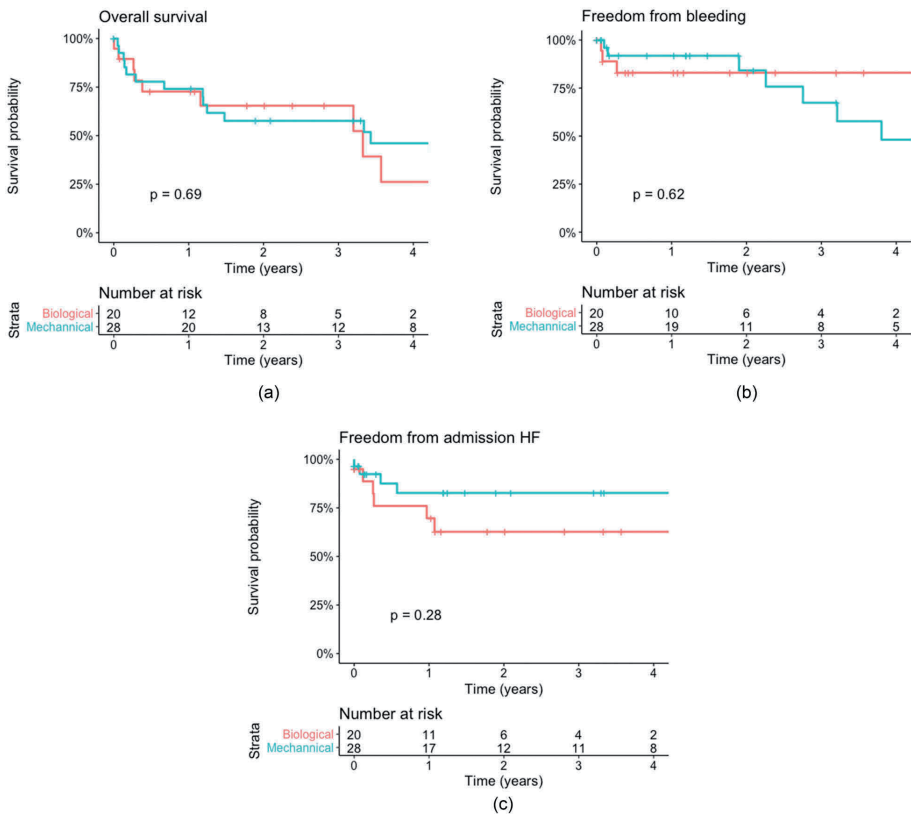 Overall survival
100%
75%
50%
25%
0%
Survival probability
p = 0.69
0 1 2 3 4
Time (years)
Number at risk
Strata
Biological 20 12 8 5 2
Mechannical 28 20 13 12 8
0 1 2 3 4
Time (years)
(a)
Freedom from bleeding
100%
75%
50%
25%
0%
Survival probability
p = 0.62
0 1 2 3 4
Time (years)
Number at risk
Strata
Biological 20 10 6 4 2
Mechannical 28 19 11 8 5
0 1 2 3 4
Time (years)
(b)
Freedom from admission HF
100%
75%
50%
25%
0%
Survival probability
p = 0.28
0 1 2 3 4
Time (years)
Number at risk
Strata
Biological 20 11 6 4 2
Mechannical 28 17 12 11 8
0 1 2 3 4
Time (years)
(c)